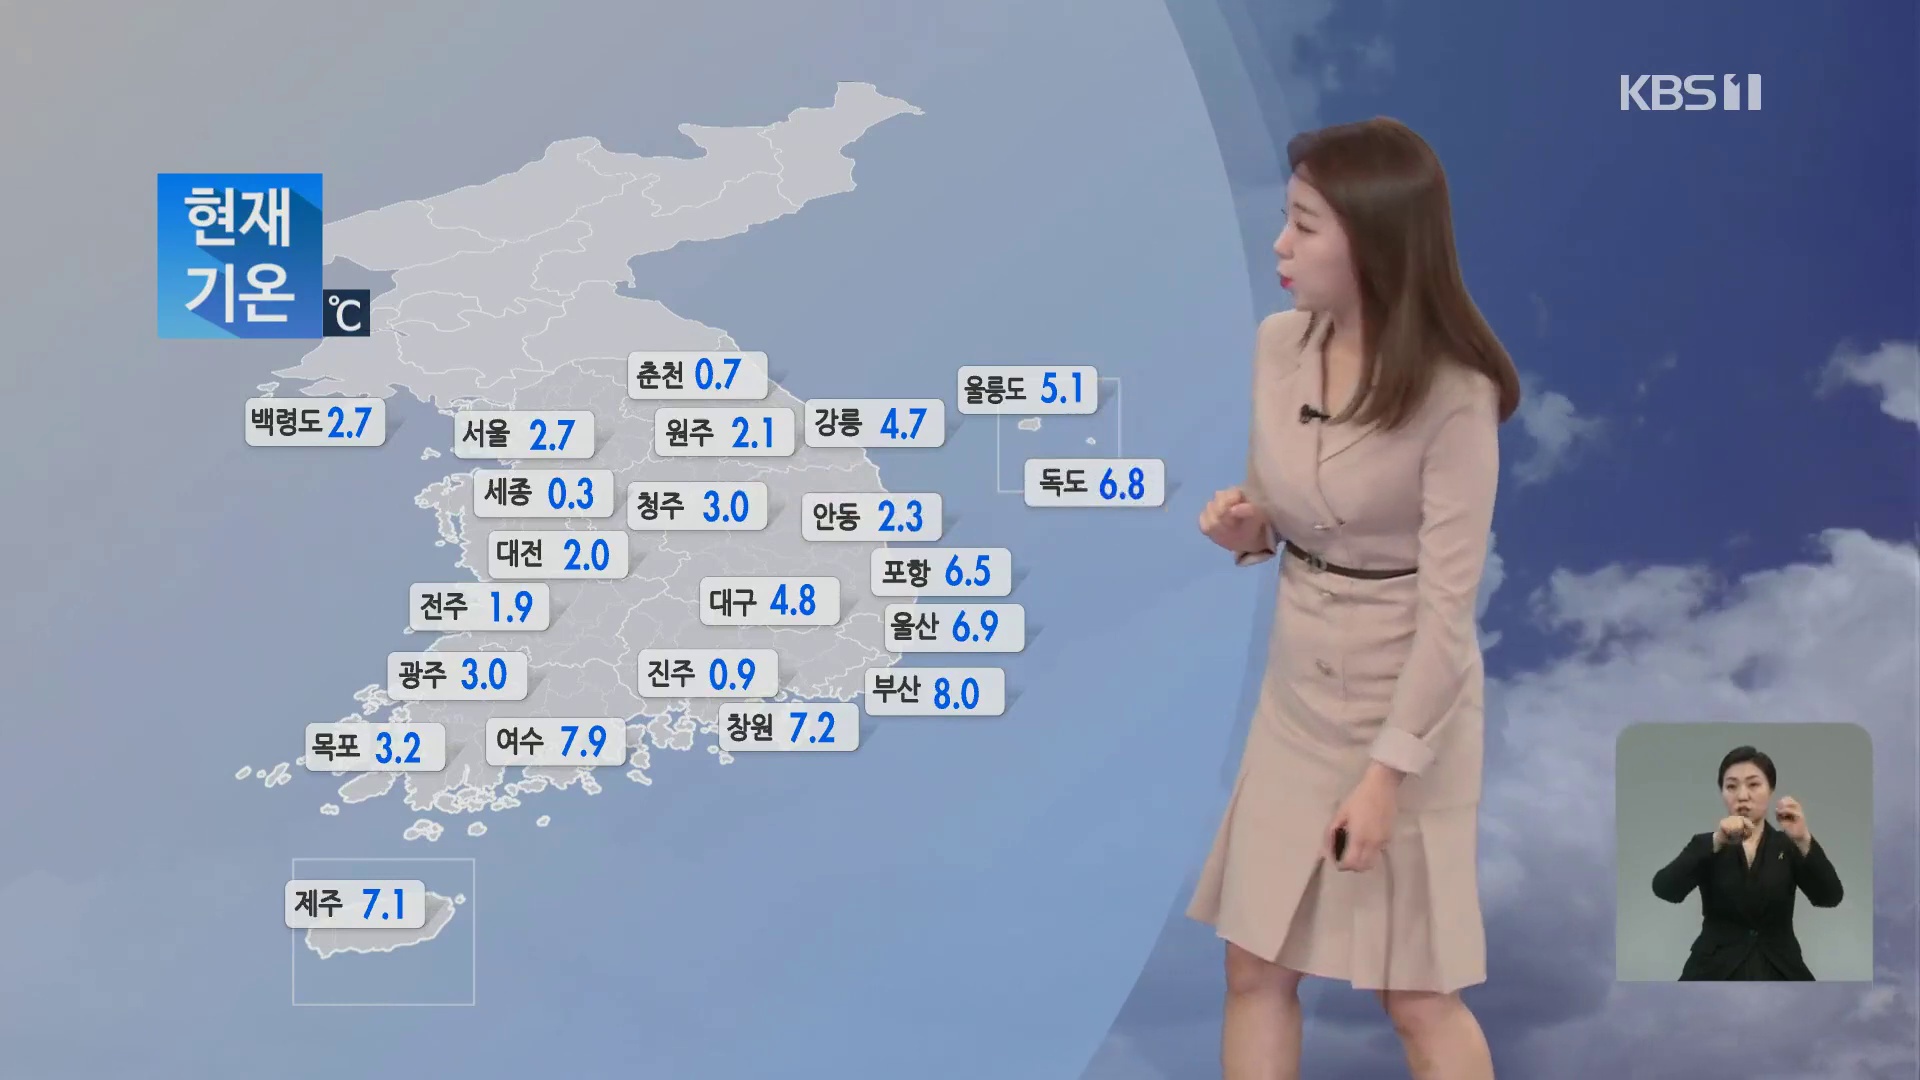 KBS 1
현재
기온
℃
춘천 0.7
울릉도 5.1
백령도 2.7
서울 2.7
원주 2.1
강릉 4.7
독도 6.8
세종 0.3
청주 3.0
안동 2.3
대전 2.0
포항 6.5
전주 1.9
대구 4.8
울산 6.9
광주 3.0
진주 0.9
부산 8.0
목포 3.2
여수 7.9
창원 7.2
제주 7.1